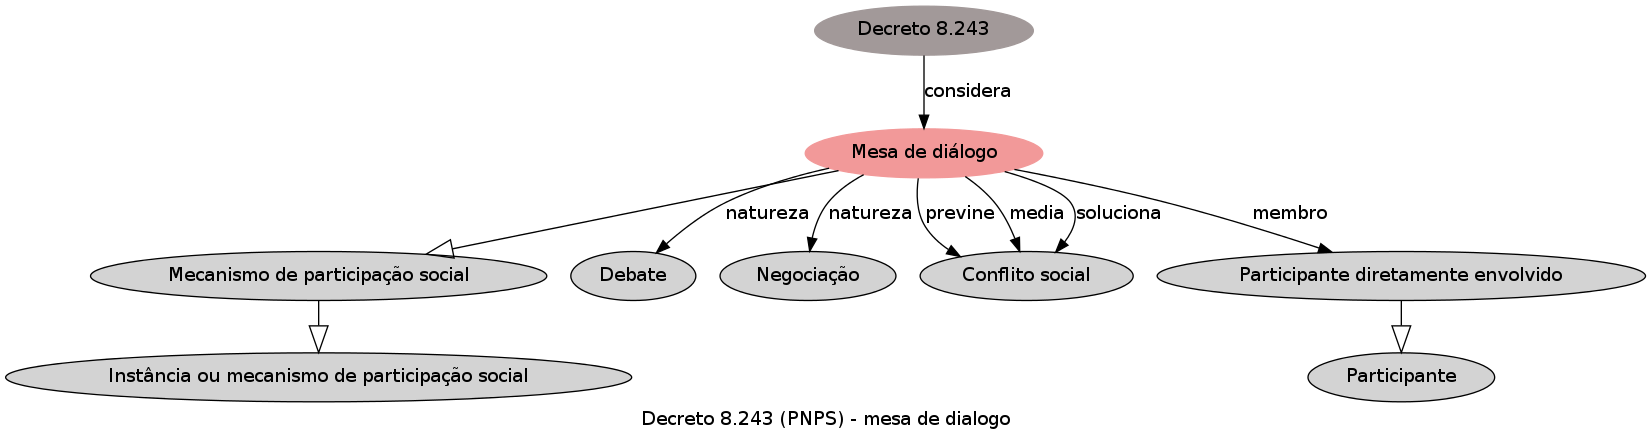 Decreto 8.243
considera
Mesa de diálogo
natureza
natureza
previne
media
soluciona
membro
Mecanismo de participação social
Debate
Negociação
Conflito social
Participante diretamente envolvido
Instância ou mecanismo de participação social
Participante
Decreto 8.243 (PNPS) - mesa de dialogo